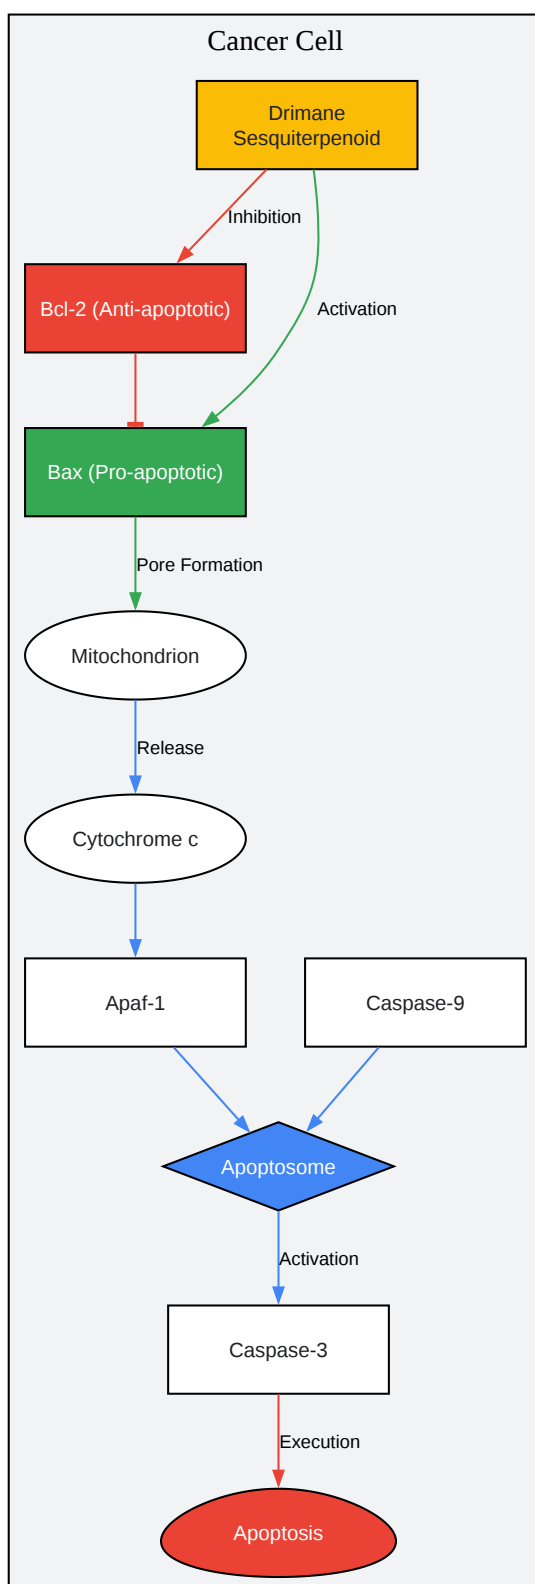 Cancer Cell
Drimane
Sesquiterpenoid
Inhibition
Bcl-2 (Anti-apoptotic)
Activation
Bax (Pro-apoptotic)
Pore Formation
Mitochondrion
Release
Cytochrome c
Apaf-1
Caspase-9
Apoptosome
Activation
Caspase-3
Execution
Apoptosis